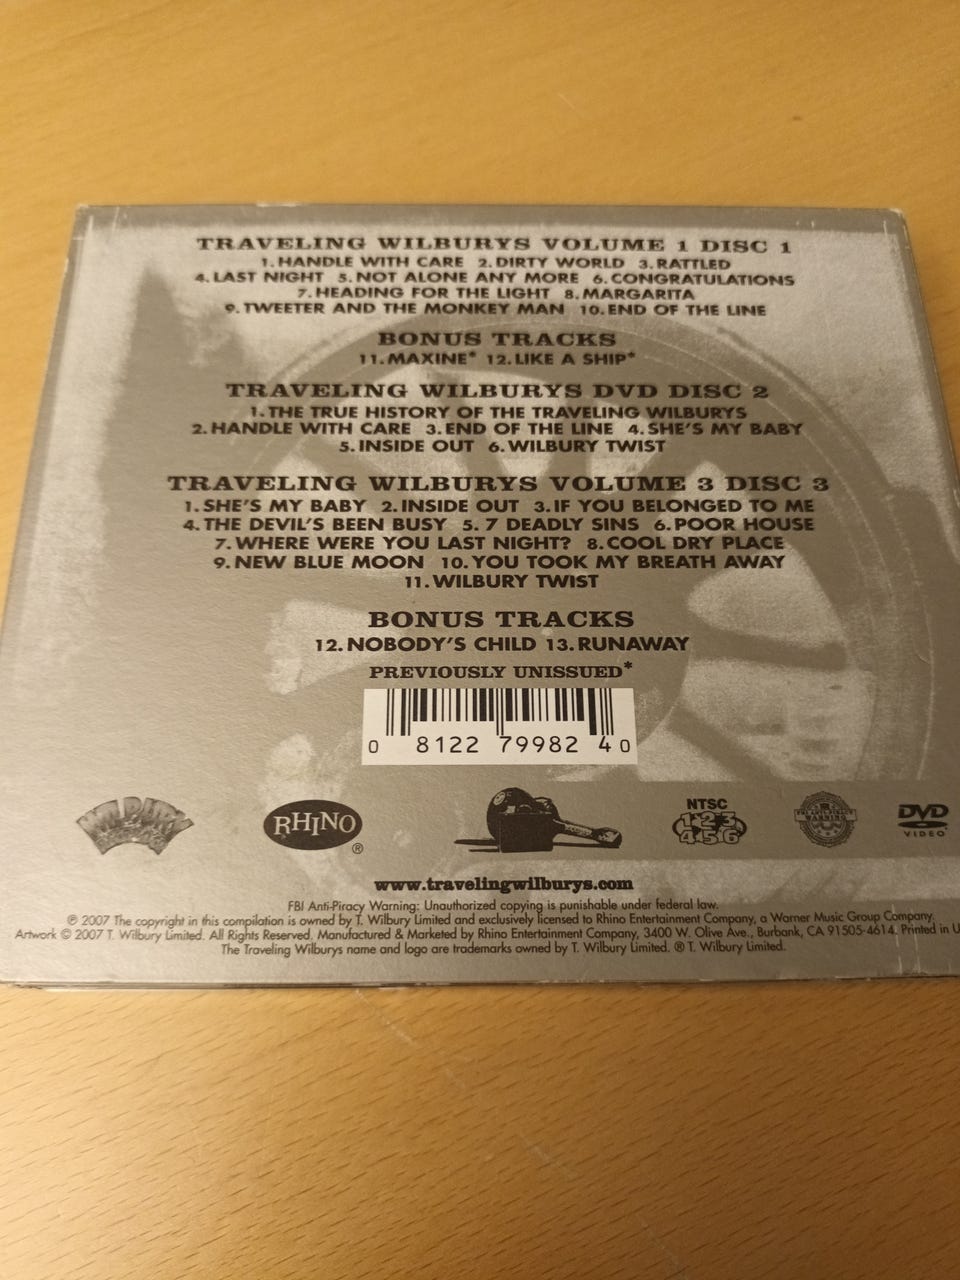 TRAVELING WILBURYS VOLUME 1 DISC 1
1. HANDLE WITH CARE 2. DIRTY WORLD 3. RATTLED
4. LAST NIGHT 5. NOT ALONE ANY MORE 6. CONGRATULATIONS
7. HEADING FOR THE LIGHT 8. MARGARITA
9. TWEETER AND THE MONKEY MAN 10. END OF THE LINE
BONUS TRACKS
11. MAXINE* 12. LIKE A SHIP*
TRAVELING WILBURYS DVD DISC 2
1. THE TRUE HISTORY OF THE TRAVELING WILBURYS
2. HANDLE WITH CARE 3. END OF THE LINE 4. SHE'S MY BABY
5. INSIDE OUT 6. WILBURY TWIST
TRAVELING WILBURYS VOLUME 3 DISC 3
1. SHE'S MY BABY 2. INSIDE OUT 3. IF YOU BELONGED TO ME
4. THE DEVIL'S BEEN BUSY 5. 7 DEADLY SINS 6. POOR HOUSE
7. WHERE WERE YOU LAST NIGHT? 8. COOL DRY PLACE
9. NEW BLUE MOON 10. YOU TOOK MY BREATH AWAY
11. WILBURY TWIST
BONUS TRACKS
12. NOBODY'S CHILD 13. RUNAWAY
PREVIOUSLY UNISSUED*
0 81227 99824 0
WILBURY
RHINO ®
NTSC
1 2 3
4 5 6
WARNING
DVD
VIDEO
www.travelingwilburys.com
FBI Anti-Piracy Warning: Unauthorized copying is punishable under federal law.
℗ 2007 The copyright in this compilation is owned by T. Wilbury Limited and exclusively licensed to Rhino Entertainment Company, a Warner Music Group Company.
Artwork © 2007 T. Wilbury Limited. All Rights Reserved. Manufactured & Marketed by Rhino Entertainment Company, 3400 W. Olive Ave., Burbank, CA 91505-4614. Printed in U
The Traveling Wilburys name and logo are trademarks owned by T. Wilbury Limited. ® T. Wilbury Limited.